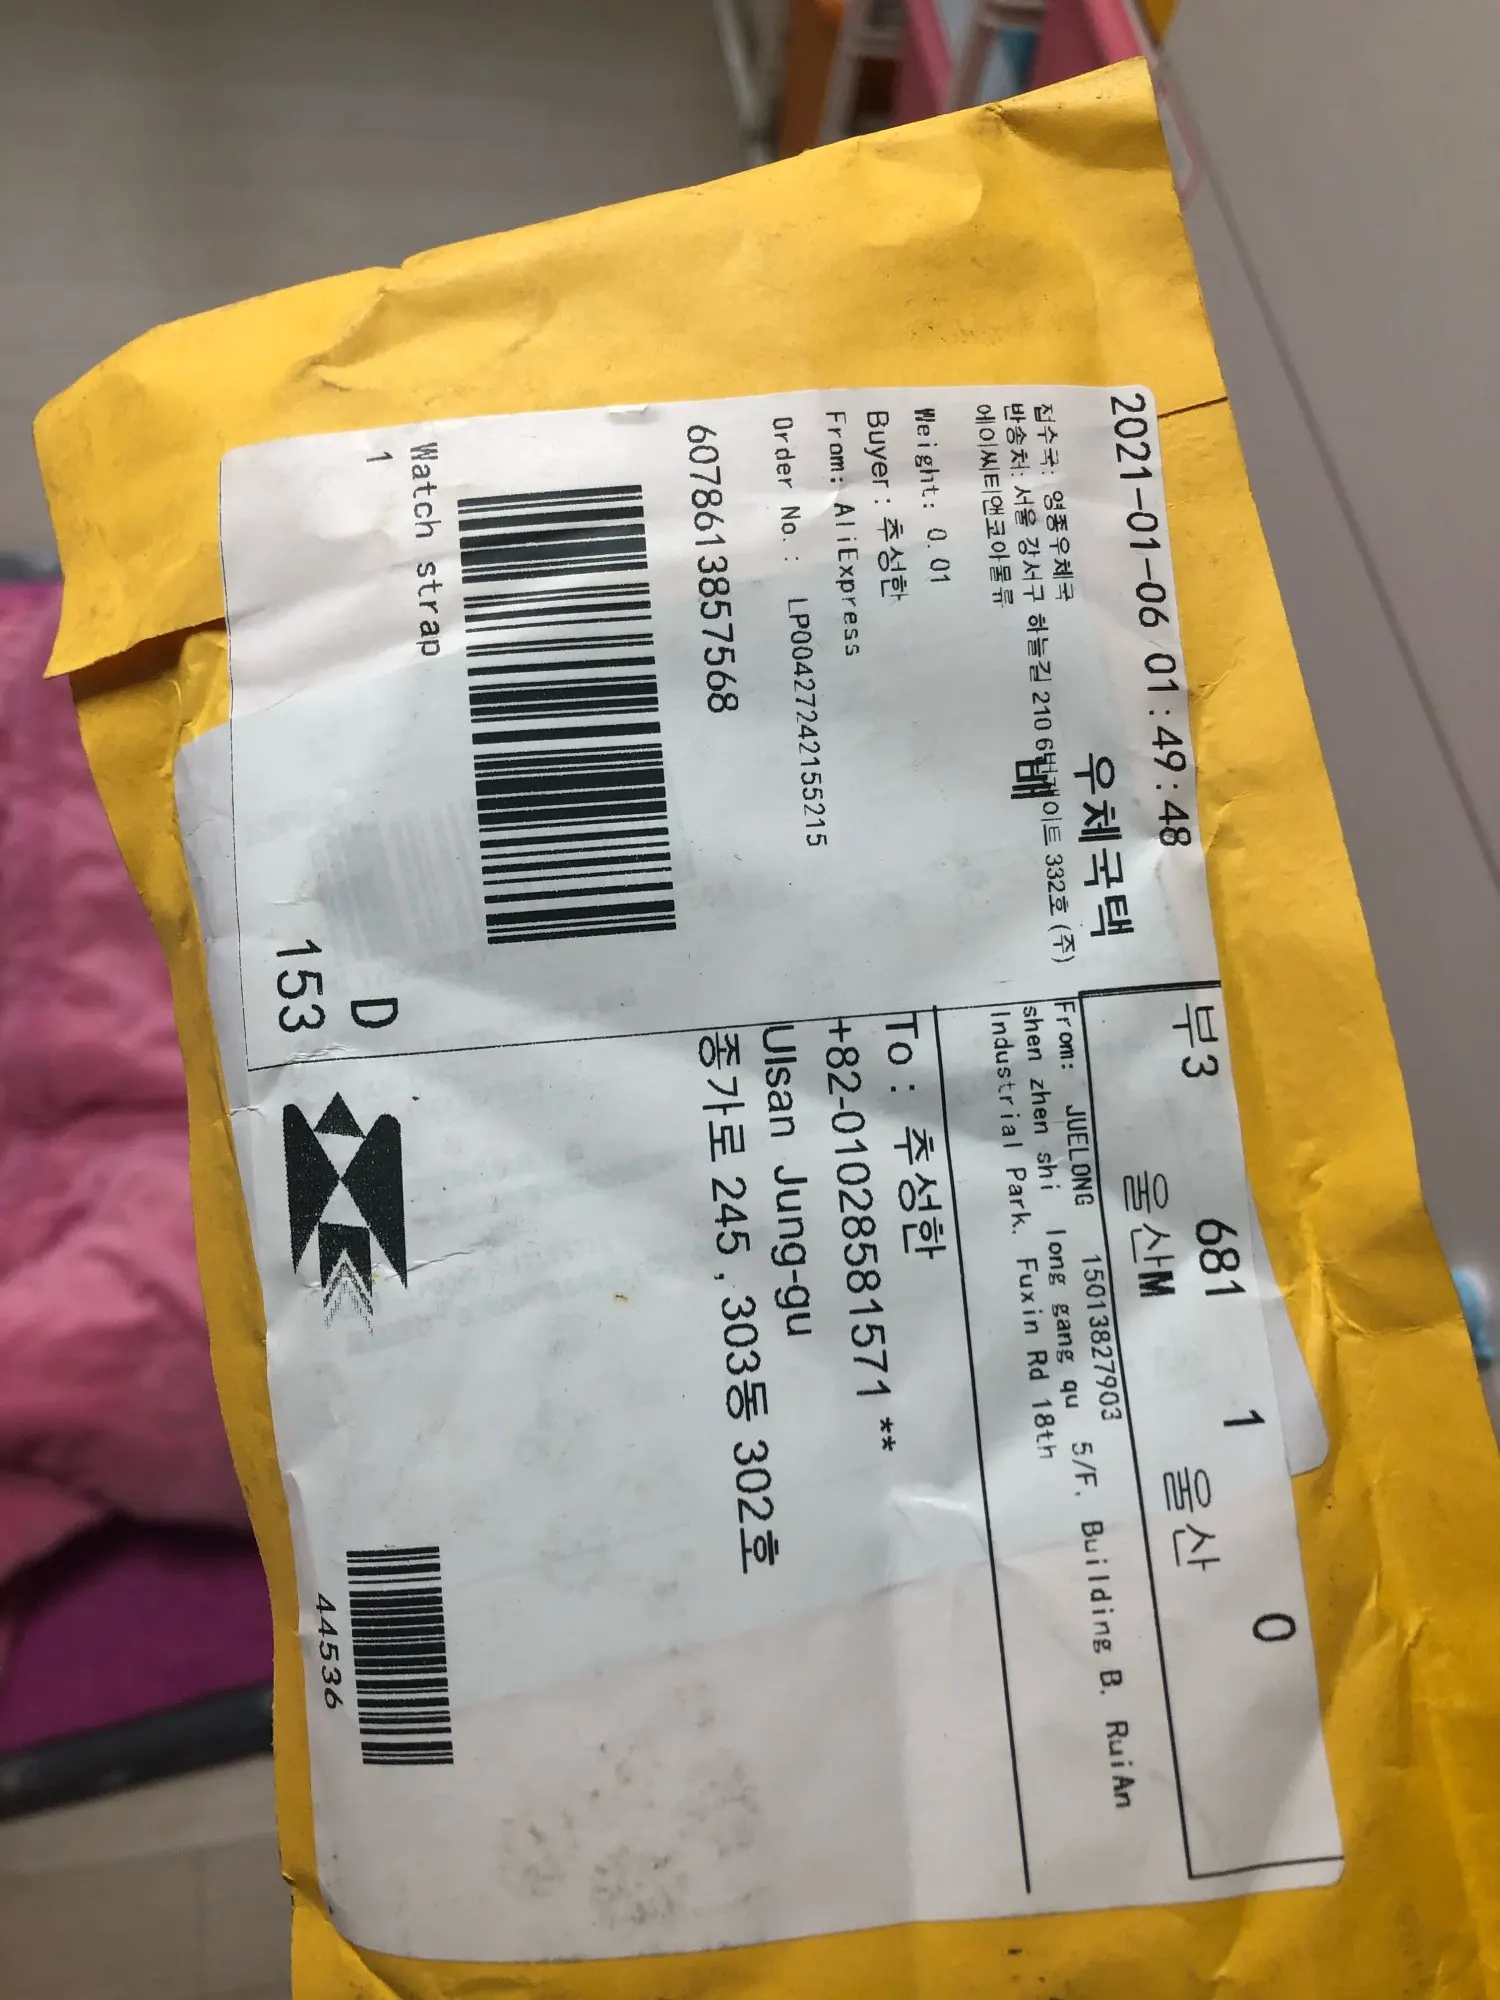 2021-01-06 01:49:48
우체국택
배
접수국: 영종우체국
반송처: 서울 강서구 하늘길 210 6번게이트 332호 (주)
에이씨티앤코아물류
Weight: 0.01
Buyer: 추성한
From: AliExpress
Order No.: LP00427242155215
6078613857568
Watch strap
1
D
153
부3 681 1 0
울산M 울산
From: JUELONG 15013827903
shen zhen shi long gang qu 5/F. Building B. RuiAn
Industrial Park. Fuxin Rd 18th
To: 추성한
+82-01028581571 **
Ulsan Jung-gu
종가로 245 , 303동 302호
44536